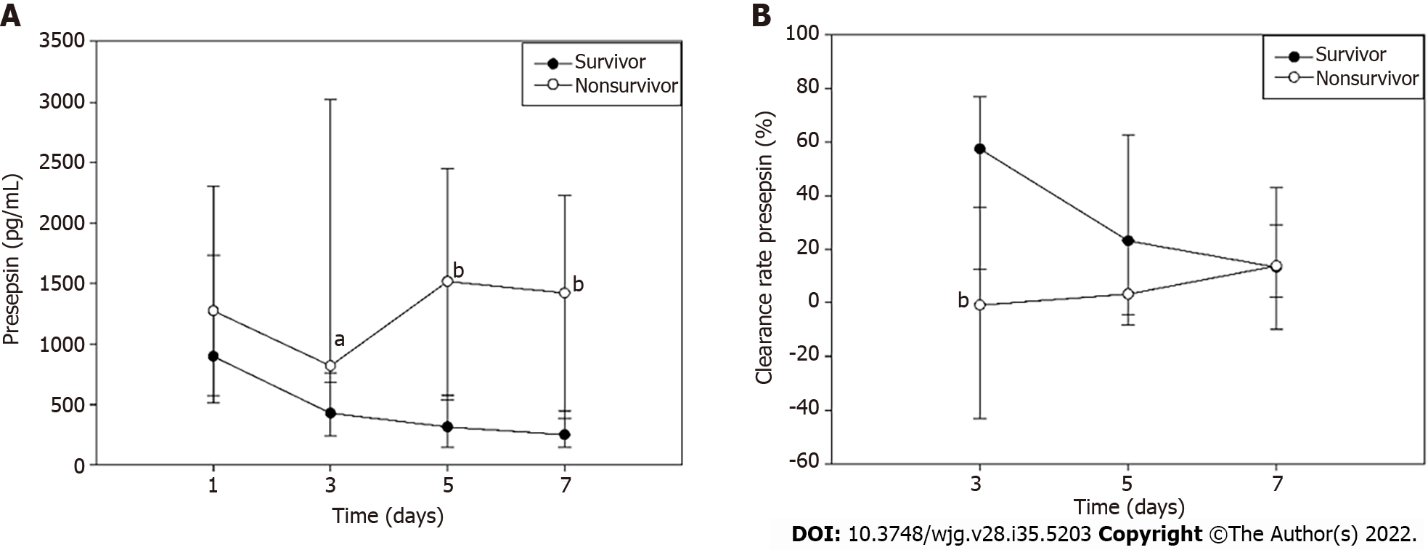 A
3500
3000
2500
2000
1500
1000
500
0
Presepsin (pg/mL)
Survivor
Nonsurvivor
a
b
b
1 3 5 7
Time (days)
B
100
80
60
40
20
0
-20
-40
-60
Clearance rate presepsin (%)
Survivor
Nonsurvivor
b
3 5 7
Time (days)
DOI: 10.3748/wjg.v28.i35.5203 Copyright ©The Author(s) 2022.